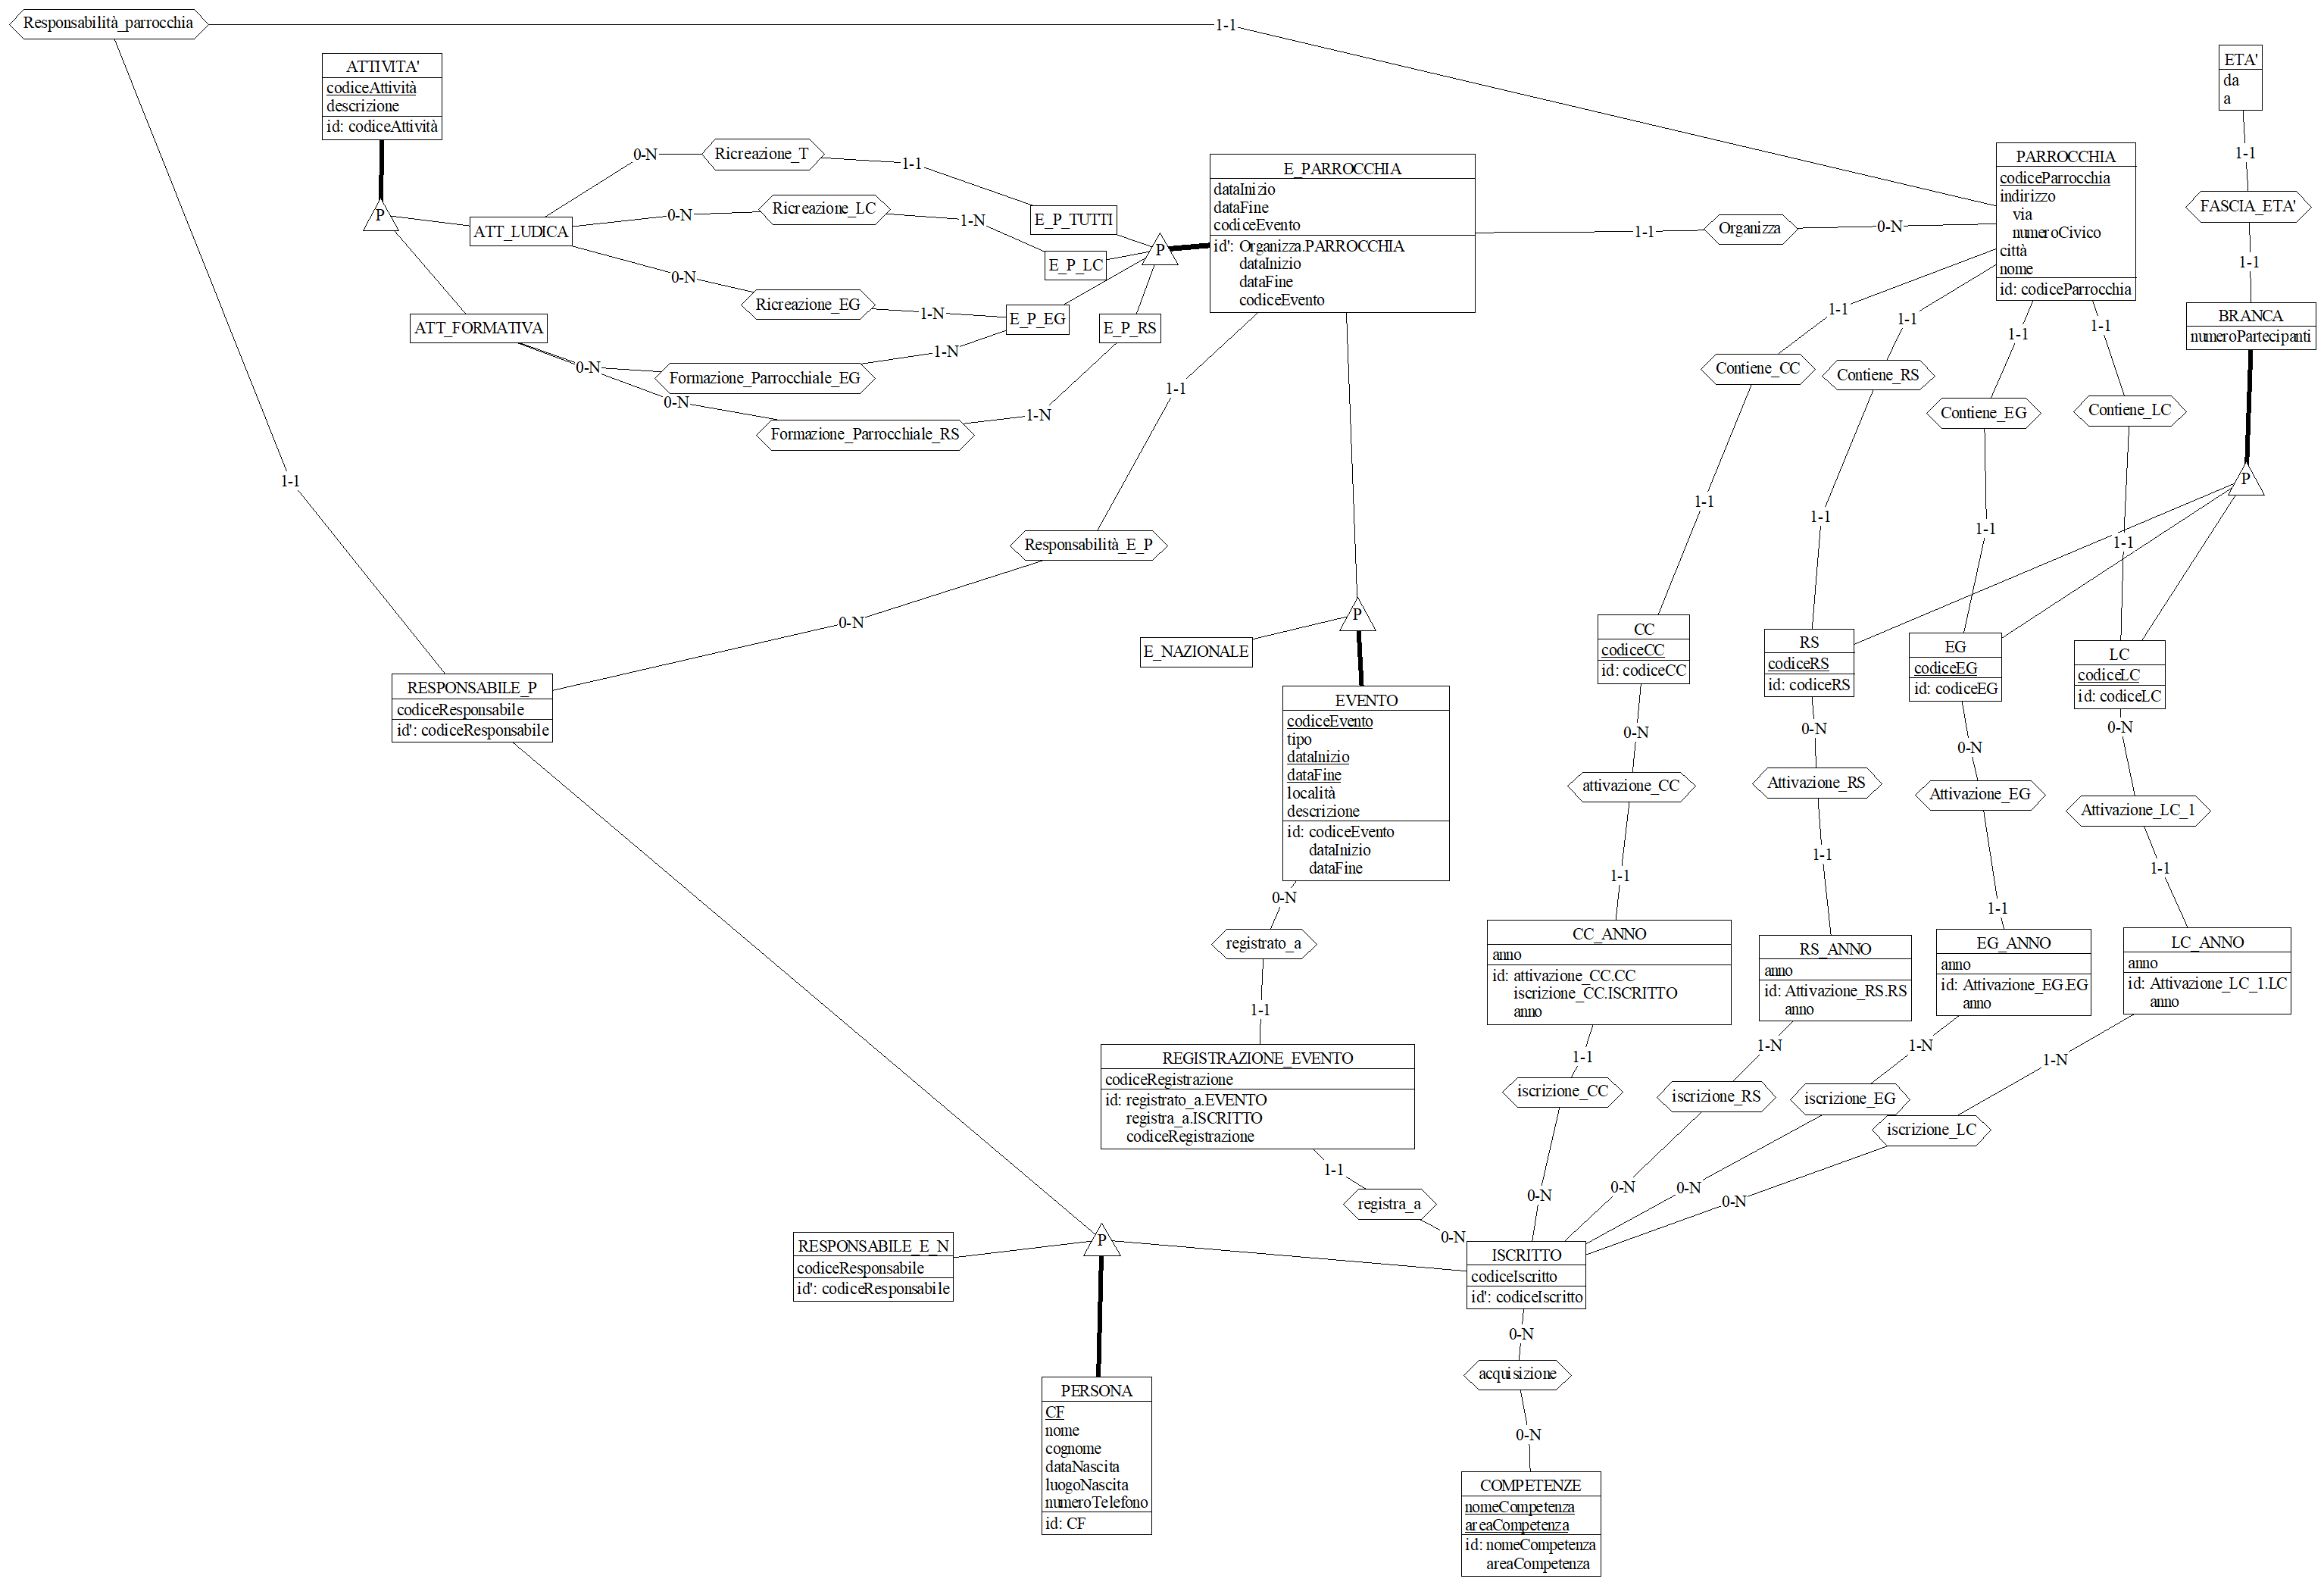 Responsabilità_parrocchia
1-1
ATTIVITA'
codiceAttività
descrizione
id: codiceAttività
ETA'
da
a
1-1
FASCIA_ETA'
1-1
BRANCA
numeroPartecipanti
P
PARROCCHIA
codiceParrocchia
indirizzo
via
numeroCivico
città
nome
id: codiceParrocchia
0-N
Ricreazione_T
1-1
0-N
Ricreazione_LC
1-N
0-N
Ricreazione_EG
1-N
P
ATT_LUDICA
ATT_FORMATIVA
0-N
Formazione_Parrocchiale_EG
1-N
0-N
Formazione_Parrocchiale_RS
1-N
E_P_TUTTI
E_P_LC
E_P_EG
E_P_RS
P
E_PARROCCHIA
dataInizio
dataFine
codiceEvento
id': Organizza.PARROCCHIA
dataInizio
dataFine
codiceEvento
1-1
Organizza
0-N
1-1
Contiene_CC
1-1
1-1
Contiene_RS
1-1
1-1
Contiene_EG
1-1
1-1
Contiene_LC
1-1
1-1
1-1
Responsabilità_E_P
0-N
P
E_NAZIONALE
RESPONSABILE_P
codiceResponsabile
id': codiceResponsabile
EVENTO
codiceEvento
tipo
dataInizio
dataFine
località
descrizione
id: codiceEvento
dataInizio
dataFine
CC
codiceCC
id: codiceCC
RS
codiceRS
id: codiceRS
EG
codiceEG
id: codiceEG
LC
codiceLC
id: codiceLC
0-N
attivazione_CC
1-1
0-N
Attivazione_RS
1-1
0-N
Attivazione_EG
1-1
0-N
Attivazione_LC_1
1-1
0-N
registrato_a
1-1
CC_ANNO
anno
id: attivazione_CC.CC
iscrizione_CC.ISCRITTO
anno
RS_ANNO
anno
id: Attivazione_RS.RS
anno
EG_ANNO
anno
id: Attivazione_EG.EG
anno
LC_ANNO
anno
id: Attivazione_LC_1.LC
anno
REGISTRAZIONE_EVENTO
codiceRegistrazione
id: registrato_a.EVENTO
registra_a.ISCRITTO
codiceRegistrazione
1-1
iscrizione_CC
0-N
1-N
iscrizione_RS
0-N
1-N
iscrizione_EG
0-N
1-N
iscrizione_LC
0-N
1-1
registra_a
0-N
RESPONSABILE_E_N
codiceResponsabile
id': codiceResponsabile
P
ISCRITTO
codiceIscritto
id': codiceIscritto
0-N
acquisizione
0-N
PERSONA
CF
nome
cognome
dataNascita
luogoNascita
numeroTelefono
id: CF
COMPETENZE
nomeCompetenza
areaCompetenza
id: nomeCompetenza
areaCompetenza